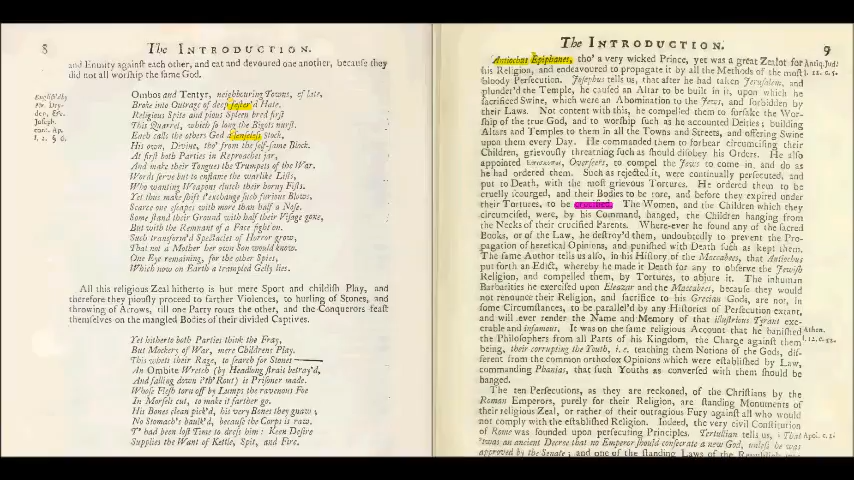 8
The INTRODUCTION.
and Enmity against each other, and eat and devoured one another, because they
did not all worship the same God.
Ombos and Tentyr, neighbouring Towns, of late,
Broke into Outrage of deep fester'd Hate.
Religious Spite and pious Spleen bred first
This Quarrel, which so long the Bigots nurst.
Each calls the others God a senseless Stock,
His own, Divine, tho' from the self-same Block.
At first both Parties in Reproaches jar,
And make their Tongues the Trumpets of the War.
Words serve but to enflame the warlike Lists,
Who wanting Weapons clutch their horny Fists.
Yet thus make shift t'exchange such furious Blows,
Scarce one escapes with more than half a Nose.
Some stand their Ground with half their Visage gone,
But with the Remnant of a Face fight on.
Such transform'd Spectacles of Horror grow,
That not a Mother her own Son would know.
One Eye remaining, for the other Spies,
Which now on Earth a trampled Gelly lies.
All this religious Zeal hitherto is but mere Sport and childish Play, and
therefore they piously proceed to farther Violences, to hurling of Stones, and
throwing of Arrows, till one Party routs the other, and the Conquerors feast
themselves on the mangled Bodies of their divided Captives.
Yet hitherto both Parties think the Fray,
But Mockery of War, mere Childrens Play.
This whets their Rage, to search for Stones
An Ombite Wretch (by Headlong strait betray'd,
And falling down i'th' Rout) is Prisoner made.
Whose Flesh torn off by Lumps the ravenous Foe
In Morsels cut, to make it farther go.
His Bones clean pick'd, his very Bones they gnaw;
No Stomach's baulk'd, because the Corps is raw.
T' had been lost Time to dress him: Keen Desire
Supplies the Want of Kettle, Spit, and Fire.
The INTRODUCTION.
9
Antiochus Epiphanes, tho' a very wicked Prince, yet was a great Zealot for
his Religion, and endeavoured to propagate it by all the Methods of the most
bloody Persecution. Josephus tells us, that after he had taken Jerusalem, and
plunder'd the Temple, he caused an Altar to be built in it, upon which he
sacrificed Swine, which were an Abomination to the Jews, and forbidden by
their Laws. Not content with this, he compelled them to forsake the Wor-
ship of the true God, and to worship such as he accounted Deities; building
Altars and Temples to them in all the Towns and Streets, and offering Swine
upon them every Day. He commanded them to forbear circumcising their
Children, grievously threatning such as should disobey his Orders. He also
appointed Overseers, to compel the Jews to come in, and do as
he had ordered them. Such as rejected it, were continually persecuted, and
put to Death, with the most grievous Tortures. He ordered them to be
cruelly scourged, and their Bodies to be tore, and before they expired under
their Tortures, to be crucified. The Women, and the Children which they
circumcised, were, by his Command, hanged, the Children hanging from
the Necks of their crucified Parents. Where-ever he found any of the sacred
Books, or of the Law, he destroy'd them, undoubtedly to prevent the Pro-
pagation of heretical Opinions, and punished with Death such as kept them.
The same Author tells us also, in his History of the Maccabees, that Antiochus
put forth an Edict, whereby he made it Death for any to observe the Jewish
Religion, and compelled them, by Tortures, to abjure it. The inhuman
Barbarities he exercised upon Eleazar and the Maccabees, because they would
not renounce their Religion, and sacrifice to his Grecian Gods, are not, in
some Circumstances, to be parallel'd by any Histories of Persecution extant,
and will ever render the Name and Memory of that illustrious Tyrant exe-
crable and infamous. It was on the same religious Account that he banished
the Philosophers from all Parts of his Kingdom, the Charge against them
being, their corrupting the Youth, i. e. teaching them Notions of the Gods, dif-
ferent from the common orthodox Opinions which were established by Law,
commanding Phanias, that such Youths as conversed with them should be
hanged.
The ten Persecutions, as they are reckoned, of the Christians by the
Roman Emperors, purely for their Religion, are standing Monuments of
their religious Zeal, or rather of their outragious Fury against all who would
not comply with the established Religion. Indeed, the very civil Constitution
of Rome was founded upon persecuting Principles. Tertullian tells us, That
'twas an ancient Decree that no Emperor should consecrate a new God, unless he was
approved by the Senate; and one of the standing Laws of the